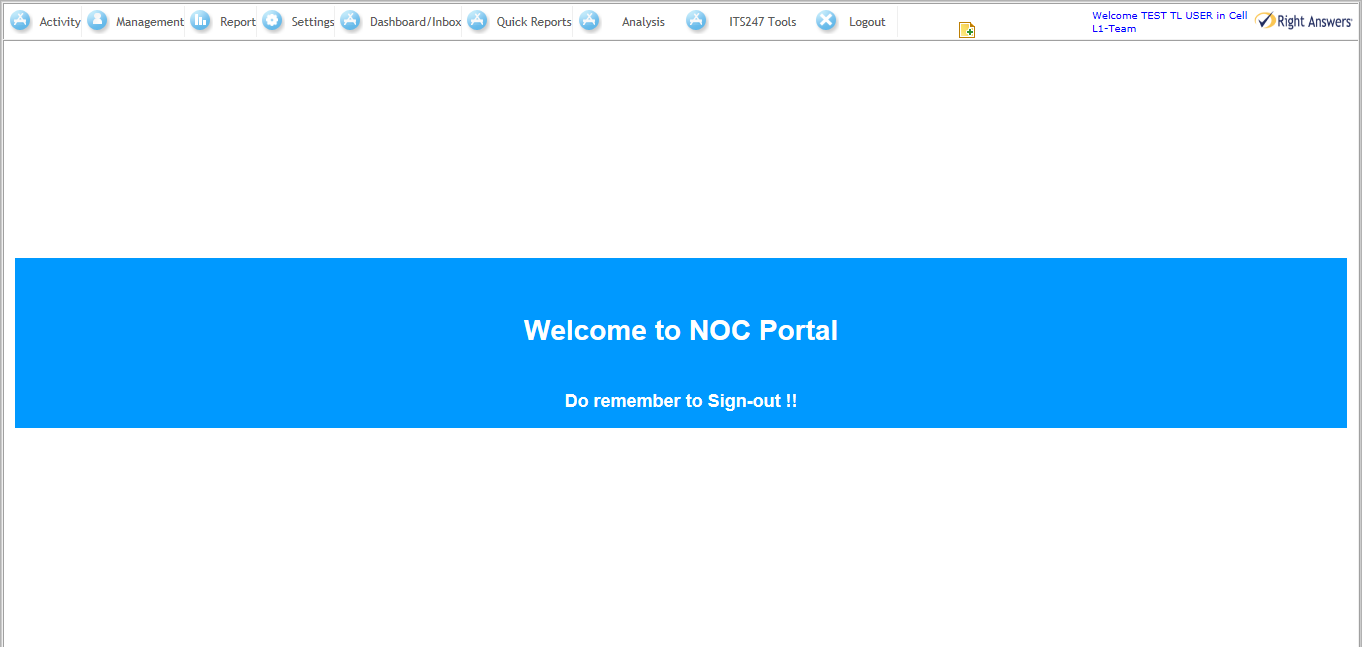 Activity Management Report Settings Dashboard/Inbox Quick Reports Analysis ITS247 Tools Logout
Welcome TEST TL USER in Cell
L1-Team
Right Answers
Welcome to NOC Portal
Do remember to Sign-out !!